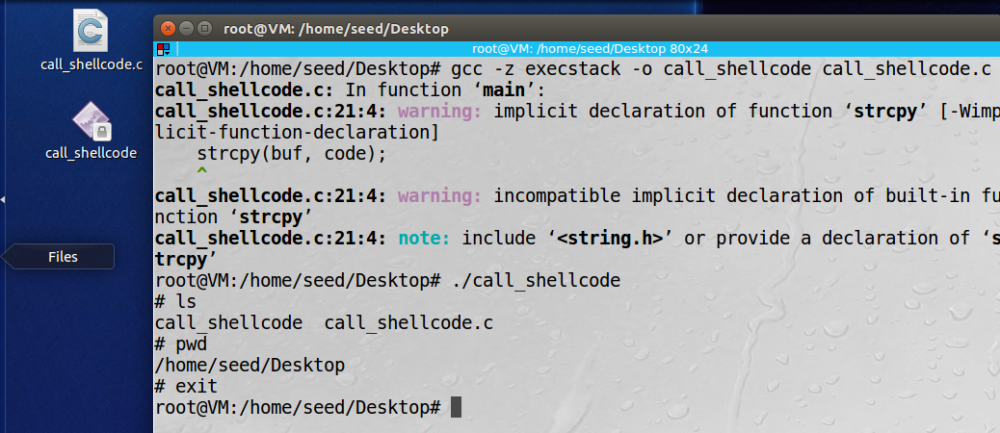 call_shellcode.c
call_shellcode
Files
root@VM: /home/seed/Desktop
root@VM: /home/seed/Desktop 80x24
root@VM:/home/seed/Desktop# gcc -z execstack -o call_shellcode call_shellcode.c
call_shellcode.c: In function ‘main’:
call_shellcode.c:21:4: warning: implicit declaration of function ‘strcpy’ [-Wimp
licit-function-declaration]
strcpy(buf, code);
^
call_shellcode.c:21:4: warning: incompatible implicit declaration of built-in fu
nction ‘strcpy’
call_shellcode.c:21:4: note: include ‘<string.h>’ or provide a declaration of ‘s
trcpy’
root@VM:/home/seed/Desktop# ./call_shellcode
# ls
call_shellcode  call_shellcode.c
# pwd
/home/seed/Desktop
# exit
root@VM:/home/seed/Desktop#